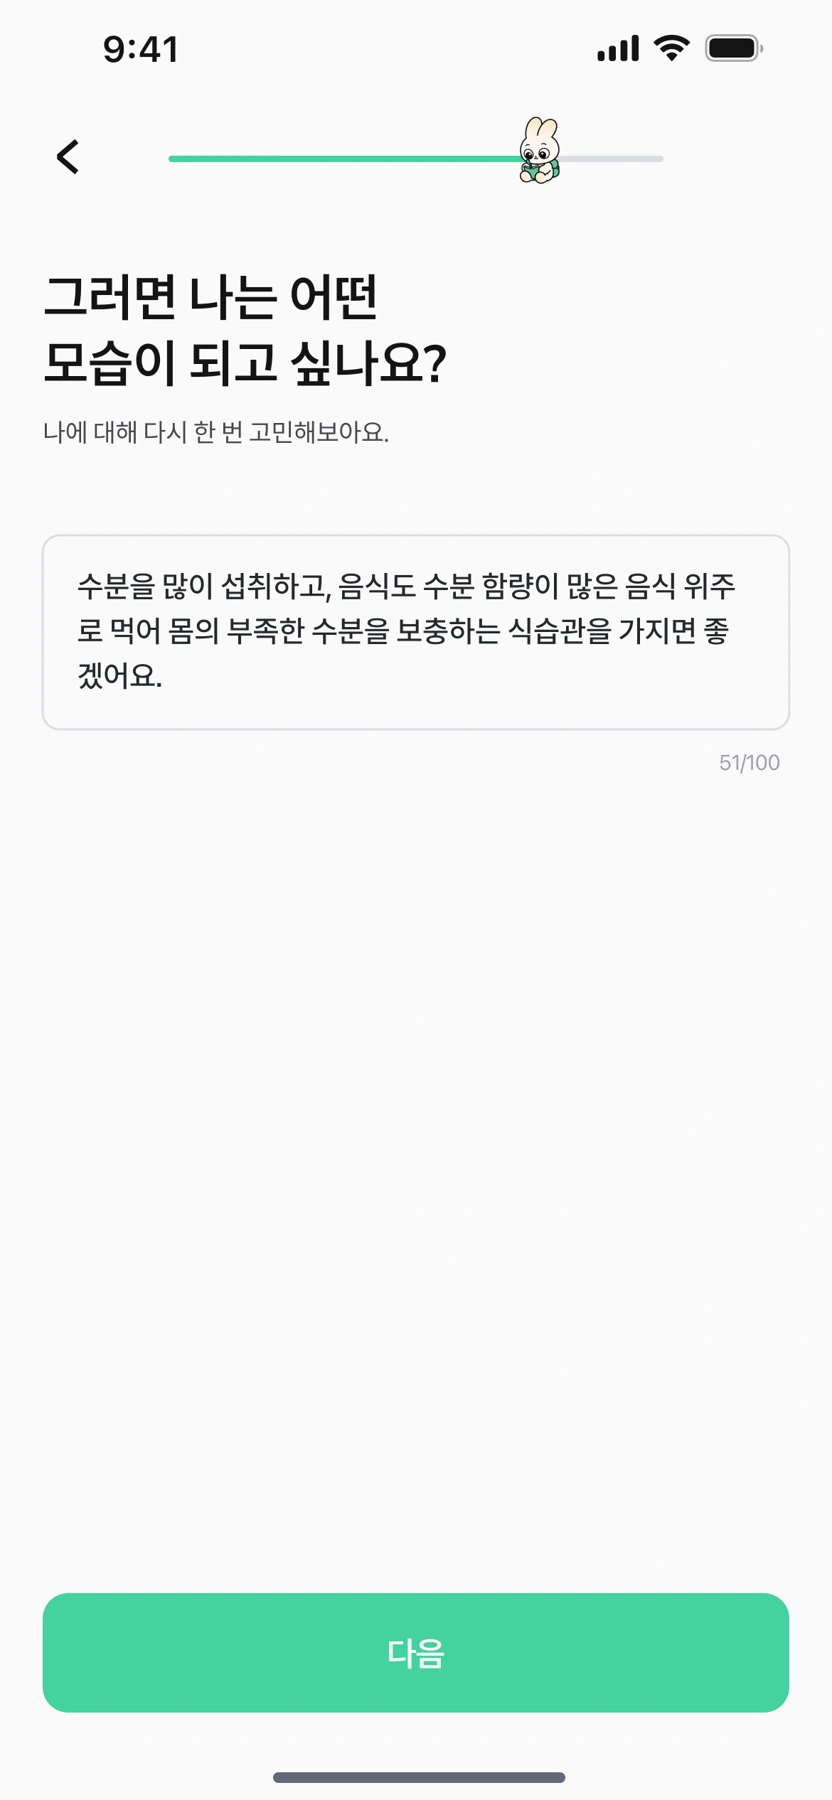 9:41
그러면 나는 어떤
모습이 되고 싶나요?
나에 대해 다시 한 번 고민해보아요.
수분을 많이 섭취하고, 음식도 수분 함량이 많은 음식 위주
로 먹어 몸의 부족한 수분을 보충하는 식습관을 가지면 좋
겠어요.
51/100
다음